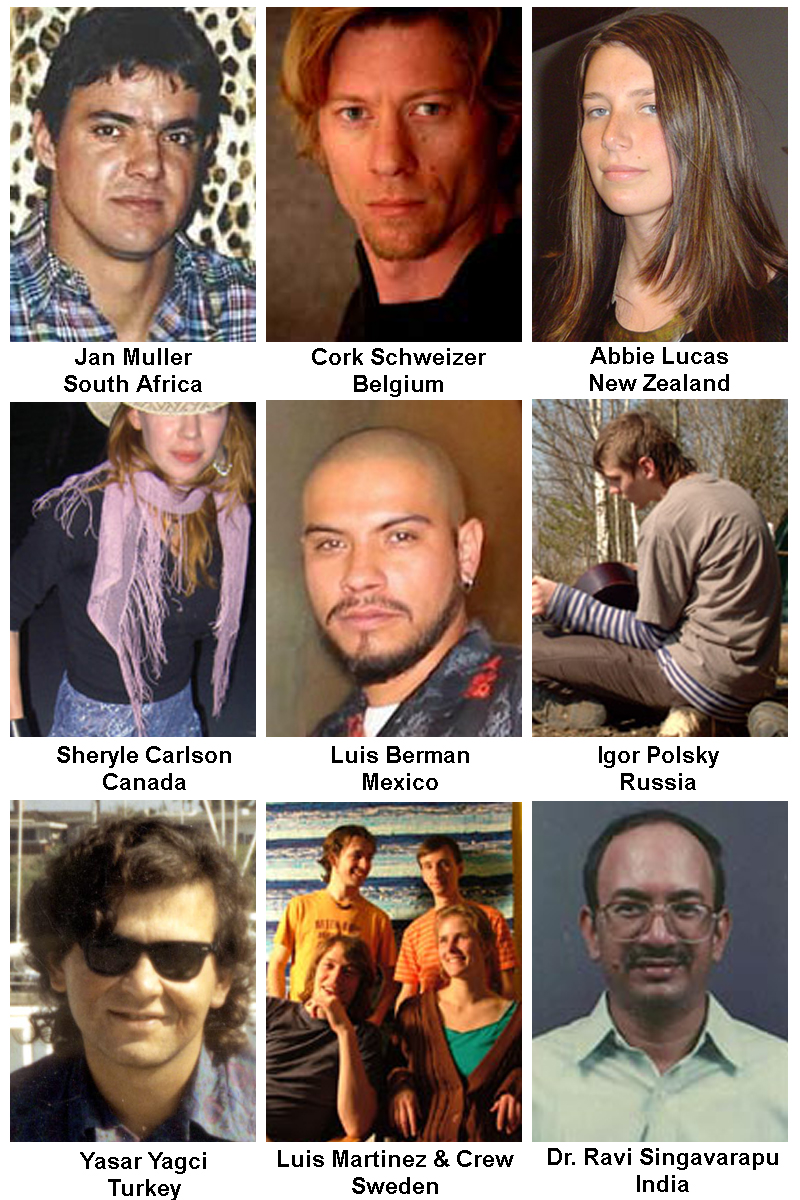 Jan Muller
South Africa
Cork Schweizer
Belgium
Abbie Lucas
New Zealand
Sheryle Carlson
Canada
Luis Berman
Mexico
Igor Polsky
Russia
Yasar Yagci
Turkey
Luis Martinez & Crew
Sweden
Dr. Ravi Singavarapu
India